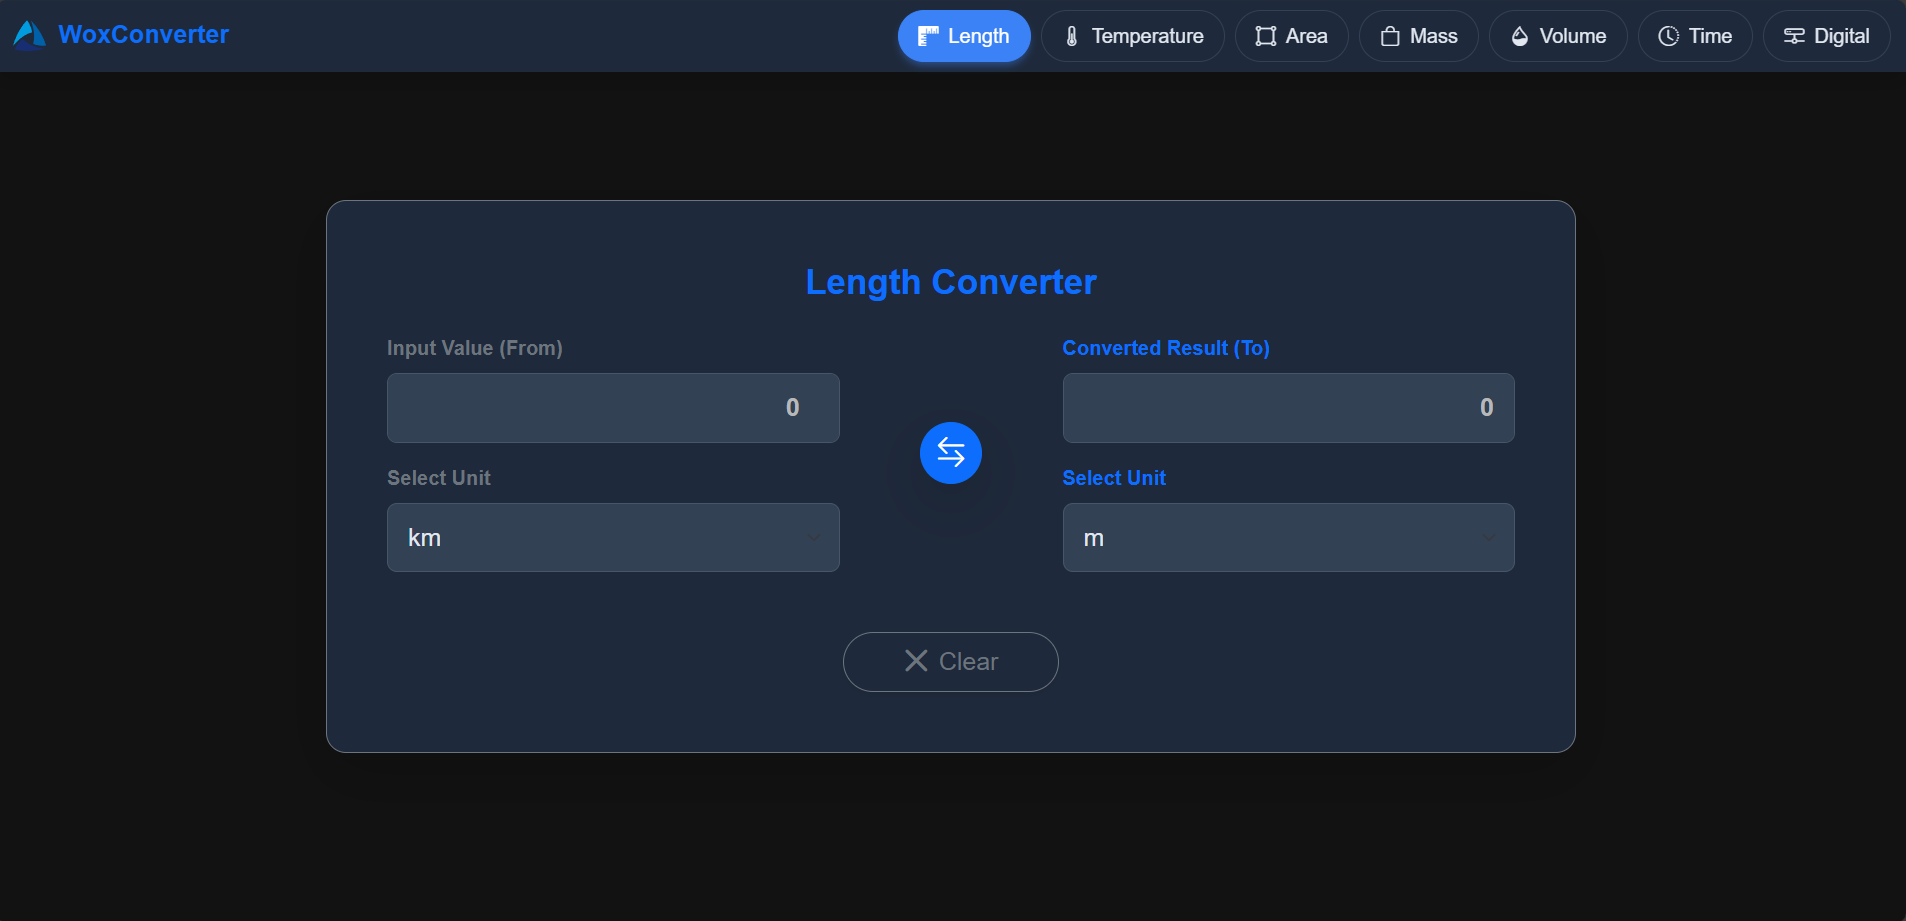 WoxConverter
Length
Temperature
Area
Mass
Volume
Time
Digital
Length Converter
Input Value (From)
0
Select Unit
km
Converted Result (To)
0
Select Unit
m
Clear